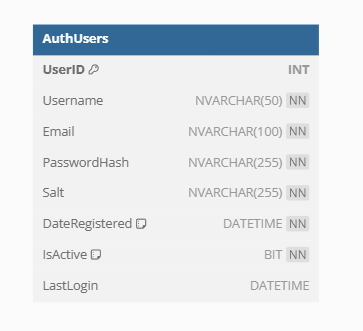 AuthUsers
UserID INT
Username NVARCHAR(50) NN
Email NVARCHAR(100) NN
PasswordHash NVARCHAR(255) NN
Salt NVARCHAR(255) NN
DateRegistered DATETIME NN
IsActive BIT NN
LastLogin DATETIME